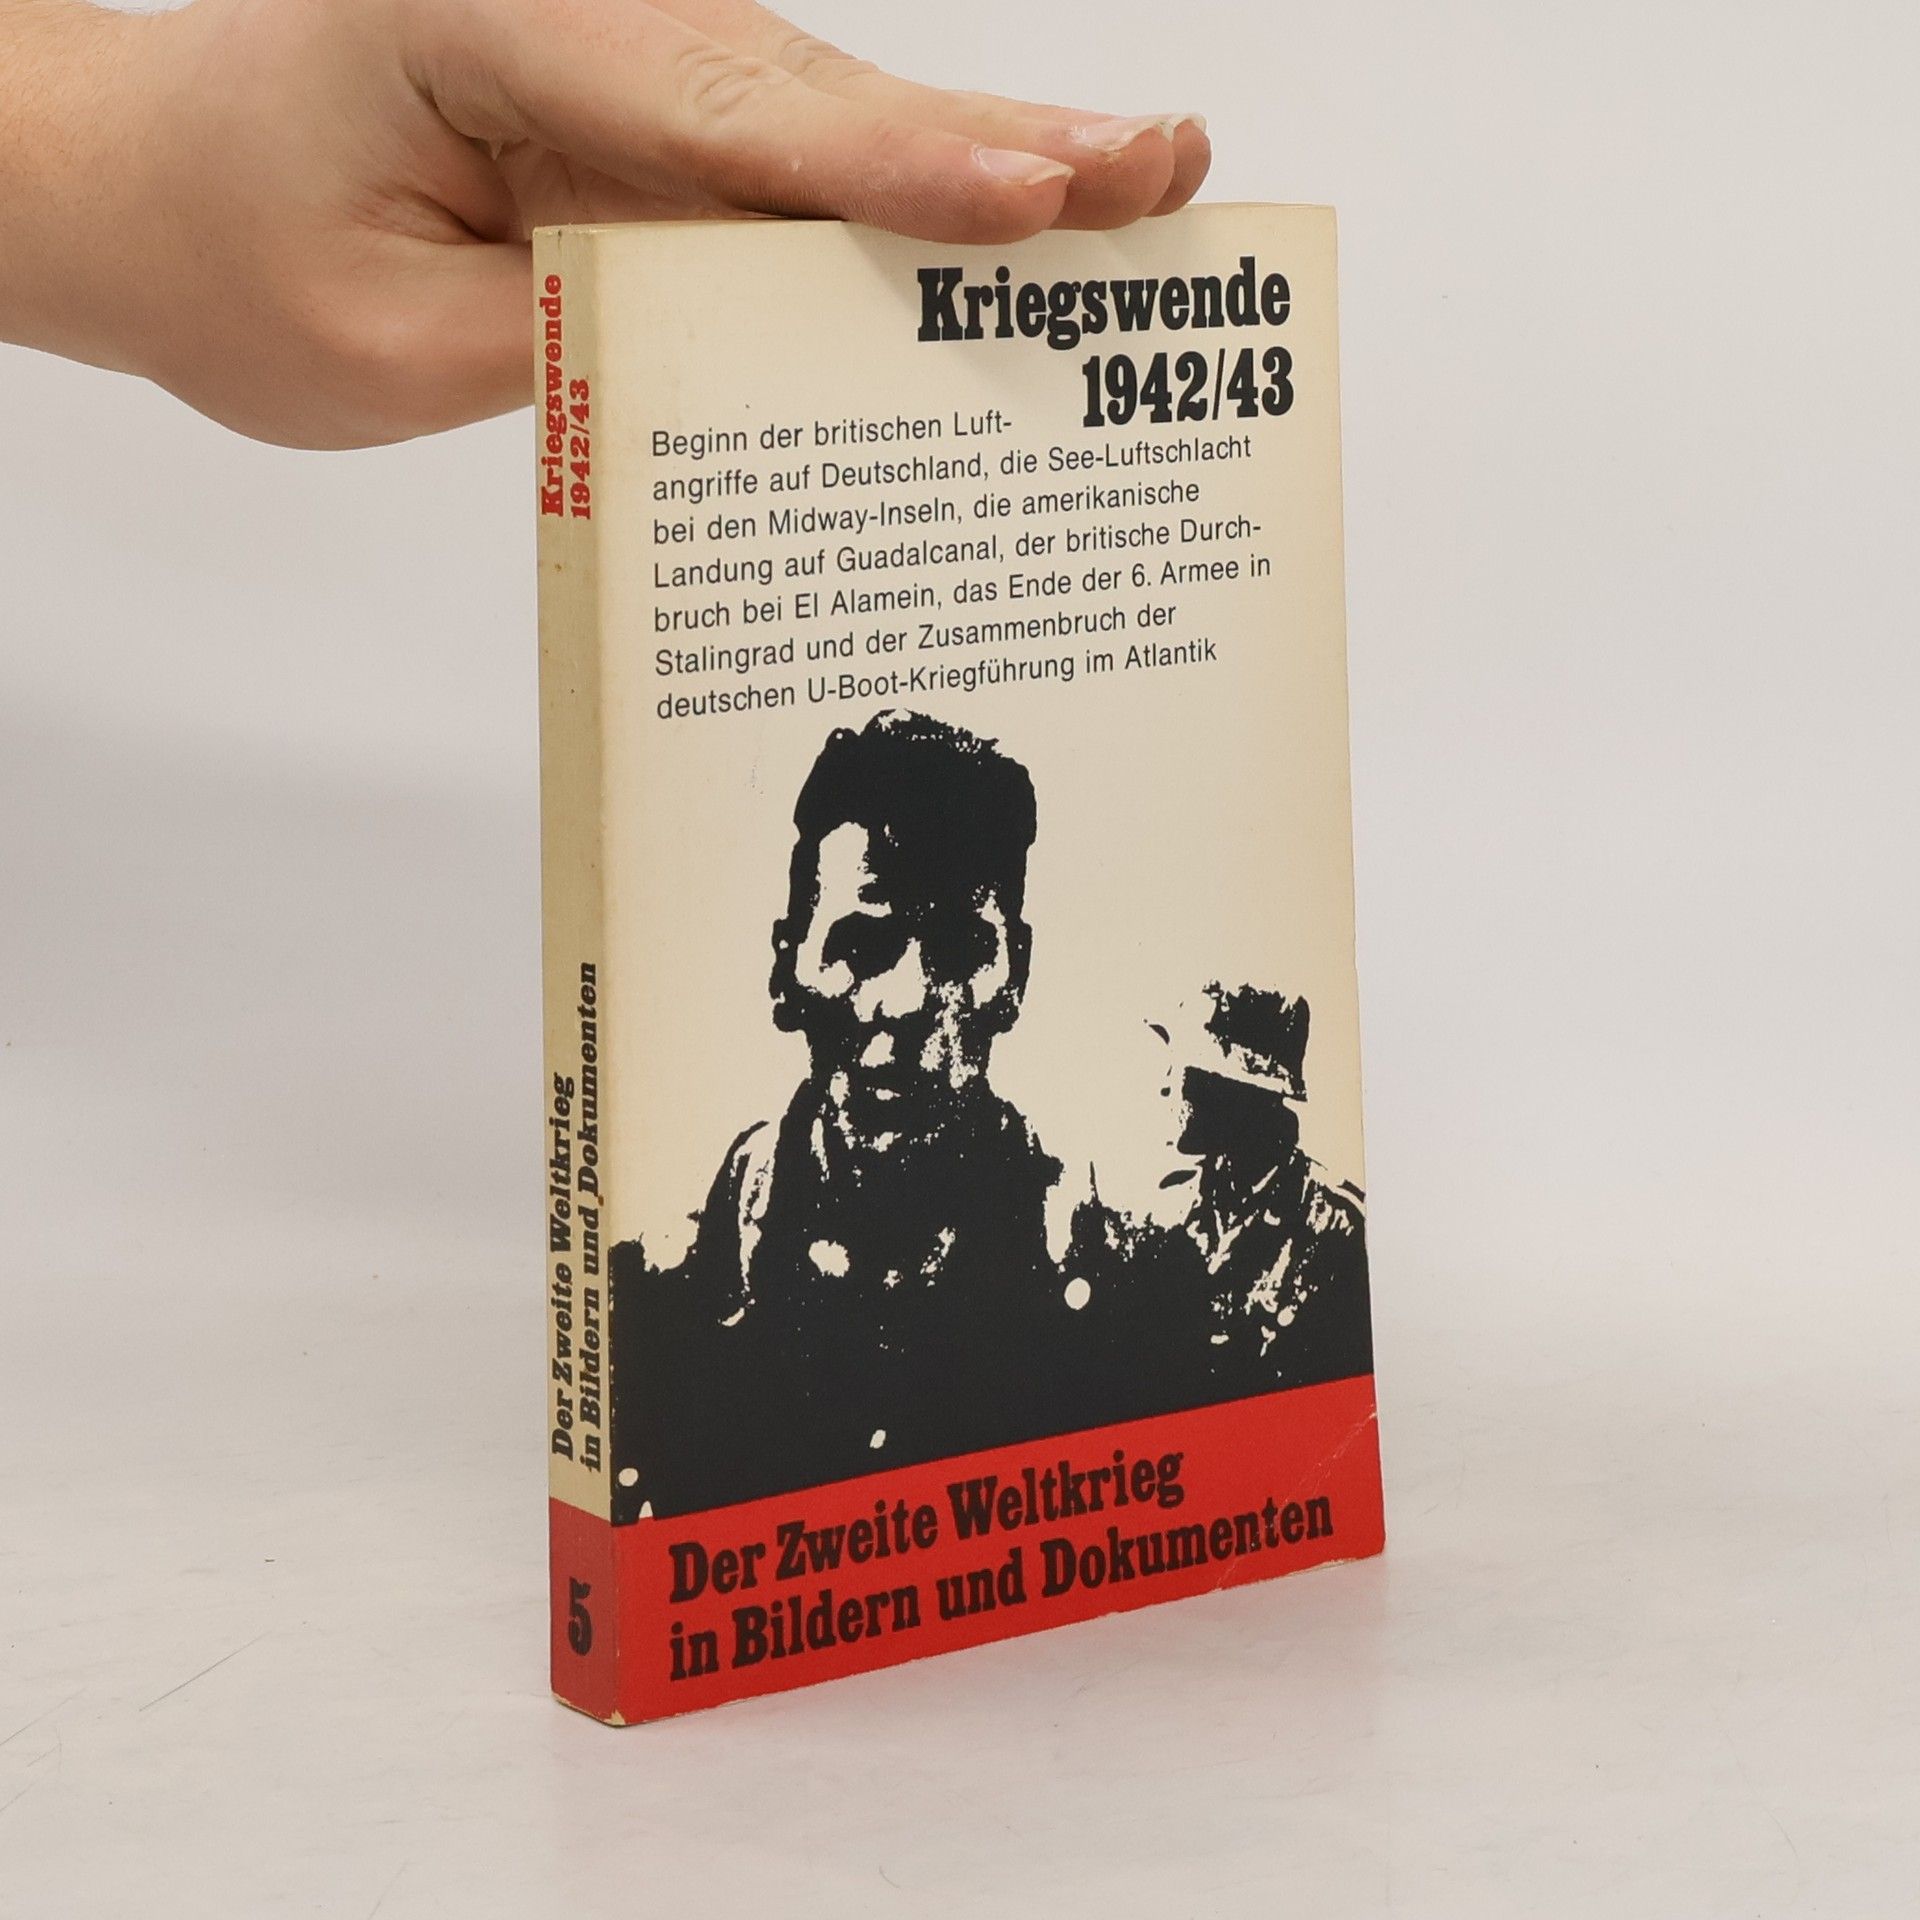 Kriegswende
1942/43
Beginn der britischen Luft-
angriffe auf Deutschland, die See-Luftschlacht
bei den Midway-Inseln, die amerikanische
Landung auf Guadalcanal, der britische Durch-
bruch bei El Alamein, das Ende der 6. Armee in
Stalingrad und der Zusammenbruch der
deutschen U-Boot-Kriegführung im Atlantik
Der Zweite Weltkrieg
in Bildern und Dokumenten
Kriegswende
1942/43
Der Zweite Weltkrieg
in Bildern und Dokumenten
5